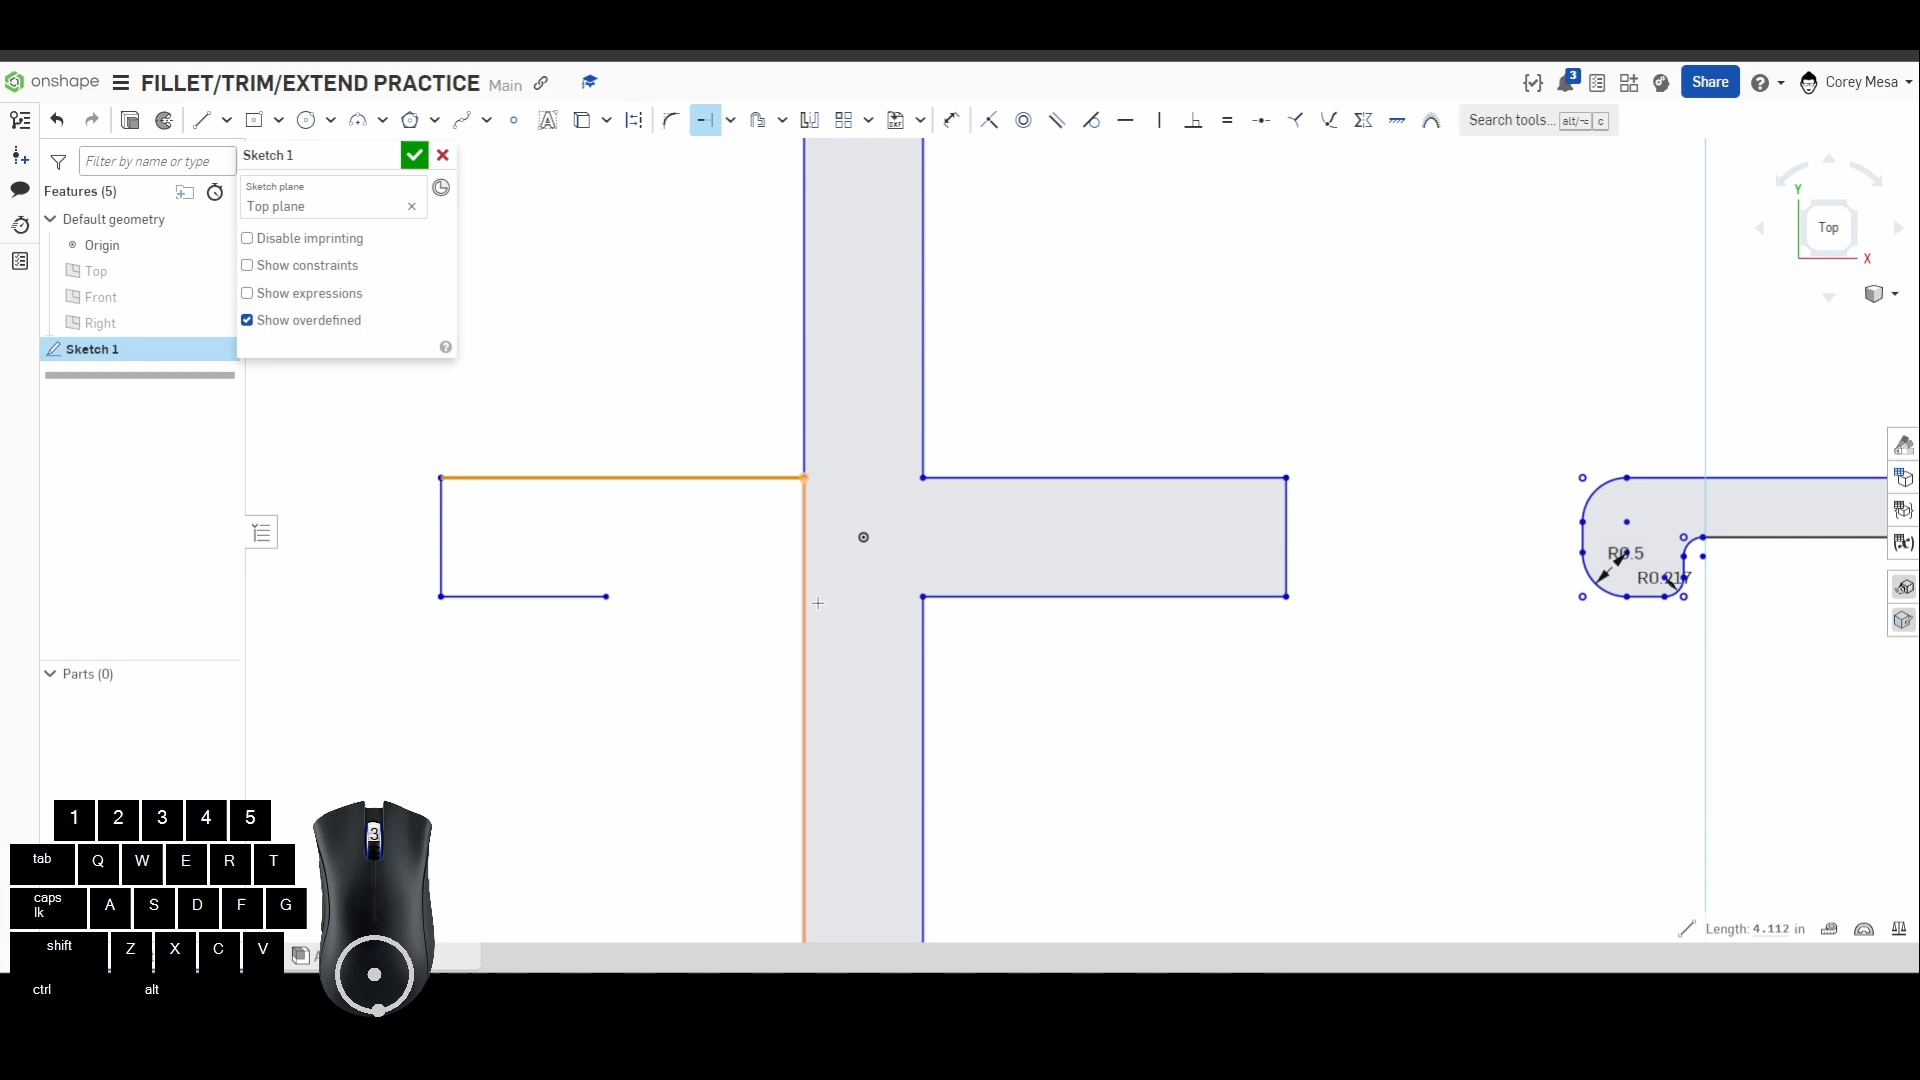 onshape FILLET/TRIM/EXTEND PRACTICE Main
3 Share Corey Mesa
Search tools... alt/⌥ c
Filter by name or type
Sketch 1
Sketch plane
Top plane
Features (5)
Default geometry
Origin
Top
Front
Right
Sketch 1
Disable imprinting
Show constraints
Show expressions
Show overdefined
Y
Top
X
R0.5
R0.217
Parts (0)
Length: 4.112 in
1 2 3 4 5
tab Q W E R T
caps
lk
A S D F G
shift Z X C V
ctrl alt
3